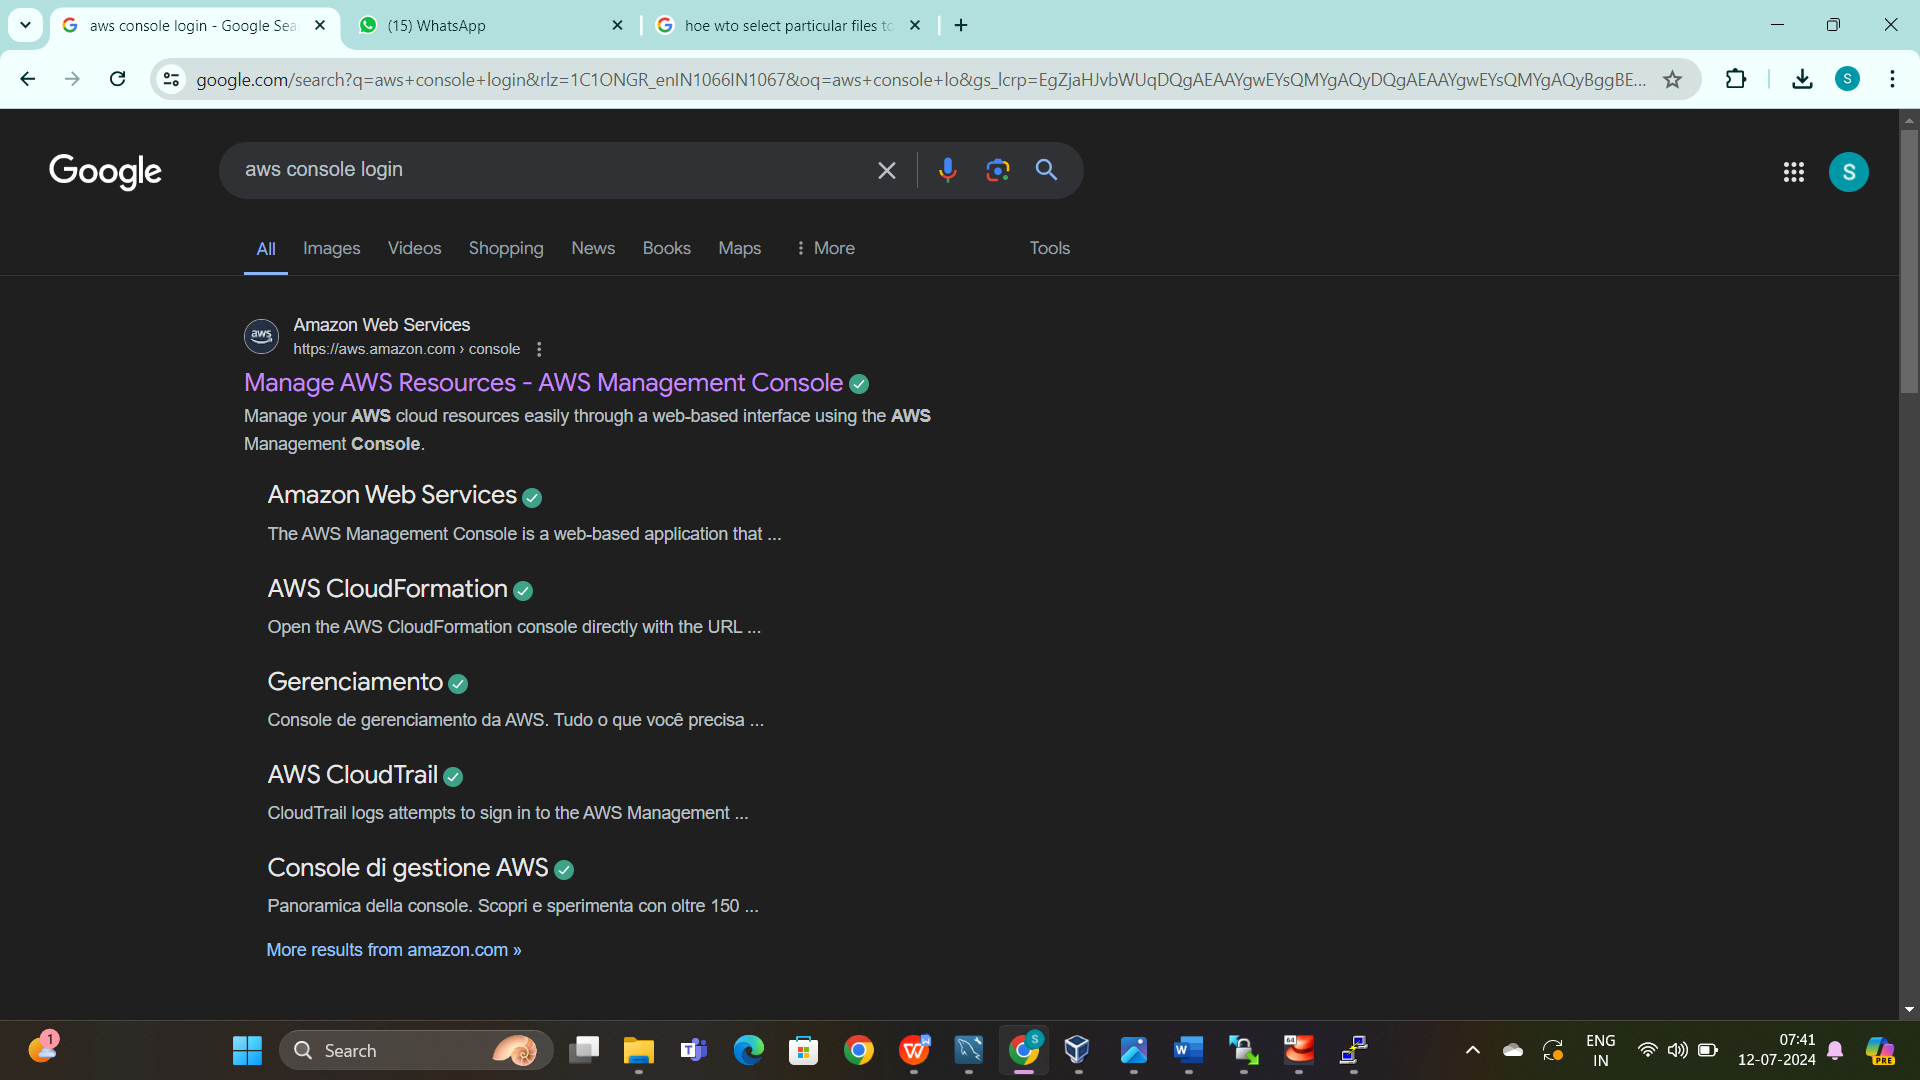 aws console login - Google Sea
(15) WhatsApp
hoe wto select particular files to
google.com/search?q=aws+console+login&rlz=1C1ONGR_enIN1066IN1067&oq=aws+console+lo&gs_lcrp=EgZjaHJvbWUqDQgAEAAYgwEYsQMYgAQyDQgAEAAYgwEYsQMYgAQyBggBE...
S
Google
aws console login
S
All
Images
Videos
Shopping
News
Books
Maps
More
Tools
aws
Amazon Web Services
https://aws.amazon.com › console
Manage AWS Resources - AWS Management Console
Manage your AWS cloud resources easily through a web-based interface using the AWS
Management Console.
Amazon Web Services
The AWS Management Console is a web-based application that ...
AWS CloudFormation
Open the AWS CloudFormation console directly with the URL ...
Gerenciamento
Console de gerenciamento da AWS. Tudo o que você precisa ...
AWS CloudTrail
CloudTrail logs attempts to sign in to the AWS Management ...
Console di gestione AWS
Panoramica della console. Scopri e sperimenta con oltre 150 ...
More results from amazon.com »
1
Search
S
64
ENG
IN
07:41
12-07-2024
PRE